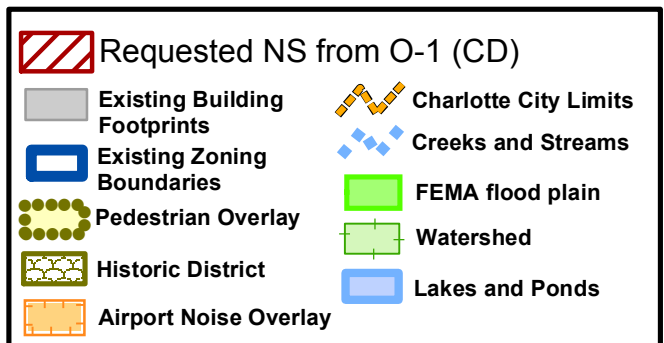 Requested NS from O-1 (CD)
Existing Building
Footprints
Existing Zoning
Boundaries
Pedestrian Overlay
Historic District
Airport Noise Overlay
Charlotte City Limits
Creeks and Streams
FEMA flood plain
Watershed
Lakes and Ponds